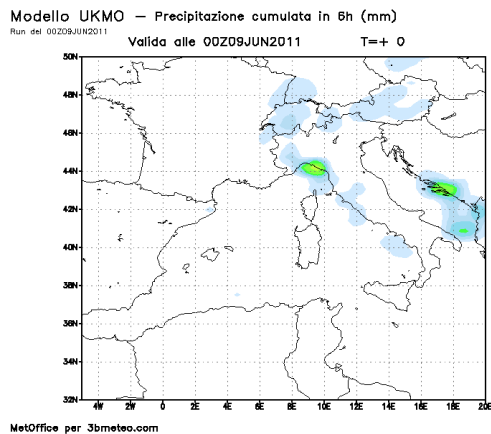 Modello UKMO – Precipitazione cumulata in 6h (mm)
Run del 00Z09JUN2011
Valida alle 00Z09JUN2011 T=+ 0
50N
48N
46N
44N
42N
40N
38N
36N
34N
32N
4W 2W 0 2E 4E 6E 8E 10E 12E 14E 16E 18E 20E
MetOffice per 3bmeteo.com